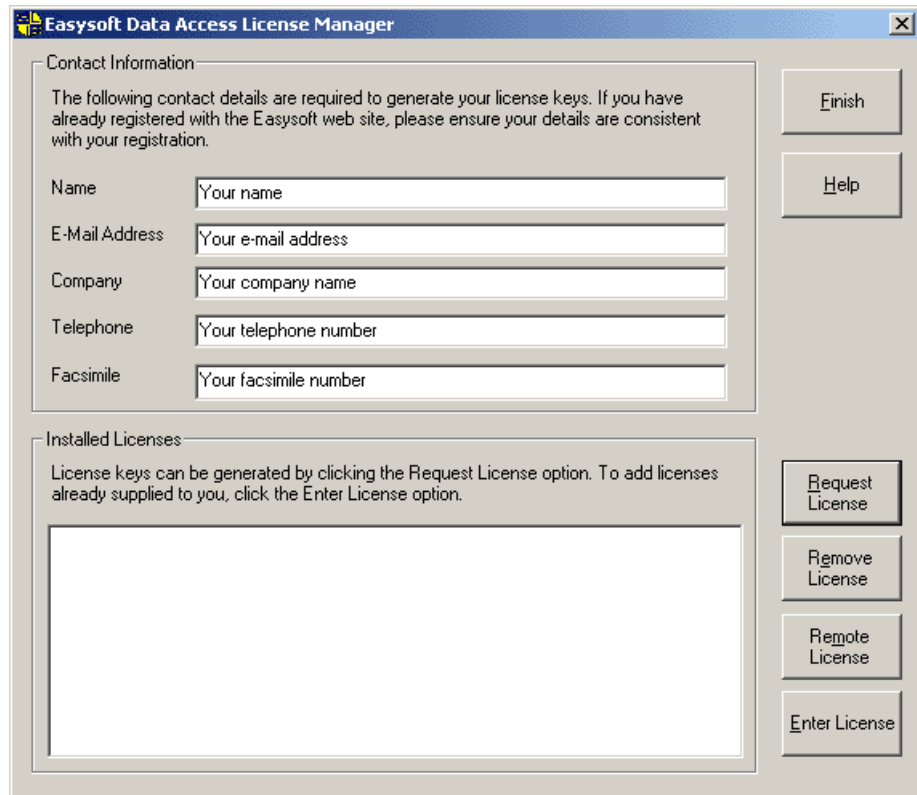 Easysoft Data Access License Manager
Contact Information
The following contact details are required to generate your license keys. If you have
already registered with the Easysoft web site, please ensure your details are consistent
with your registration.
Name
Your name
E-Mail Address
Your e-mail address
Company
Your company name
Telephone
Your telephone number
Facsimile
Your facsimile number
Finish
Help
Installed Licenses
License keys can be generated by clicking the Request License option. To add licenses
already supplied to you, click the Enter License option.
Request
License
Remove
License
Remote
License
Enter License